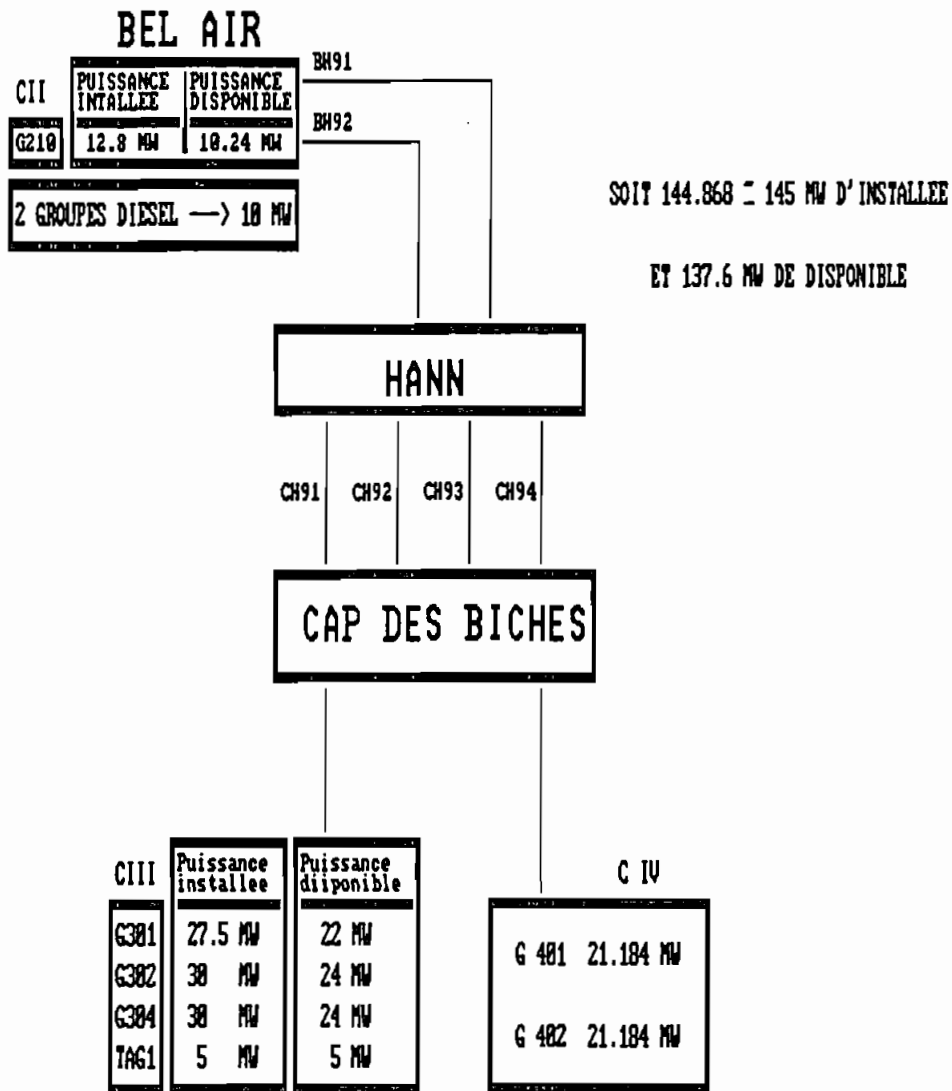 BEL AIR
BH91
CII
PUISSANCE INTALLEE
PUISSANCE DISPONIBLE
BH92
G210
12.8 MW
10.24 MW
2 GROUPES DIESEL —> 10 MW
SOIT 144.868 = 145 MW D'INSTALLEE
ET 137.6 MW DE DISPONIBLE
HANN
CH91 CH92 CH93 CH94
CAP DES BICHES
CIII
Puissance installee
Puissance diiponible
C IV
G301 27.5 MW 22 MW
G302 30 MW 24 MW
G304 30 MW 24 MW
TAG1 5 MW 5 MW
G 401 21.184 MW
G 402 21.184 MW